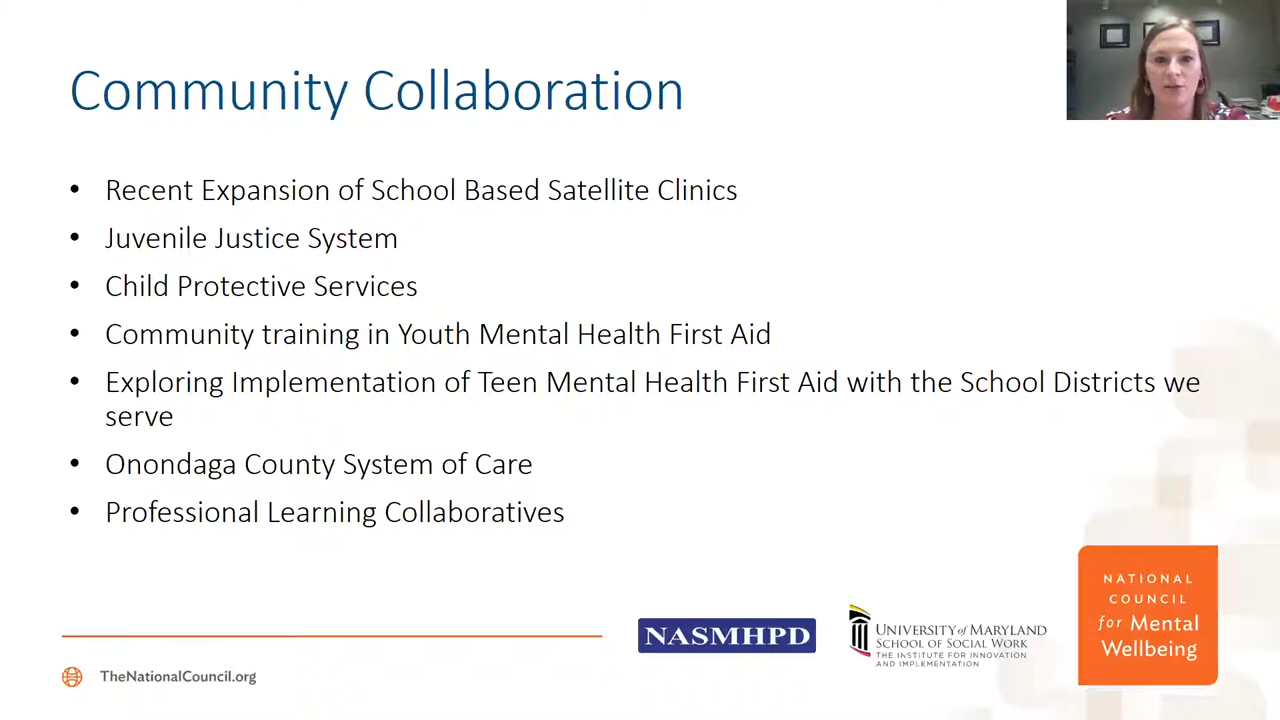 Community Collaboration
• Recent Expansion of School Based Satellite Clinics
• Juvenile Justice System
• Child Protective Services
• Community training in Youth Mental Health First Aid
• Exploring Implementation of Teen Mental Health First Aid with the School Districts we
serve
• Onondaga County System of Care
• Professional Learning Collaboratives
TheNationalCouncil.org
NASMHPD
UNIVERSITY of MARYLAND
SCHOOL OF SOCIAL WORK
THE INSTITUTE FOR INNOVATION
AND IMPLEMENTATION
NATIONAL
COUNCIL
for Mental
Wellbeing